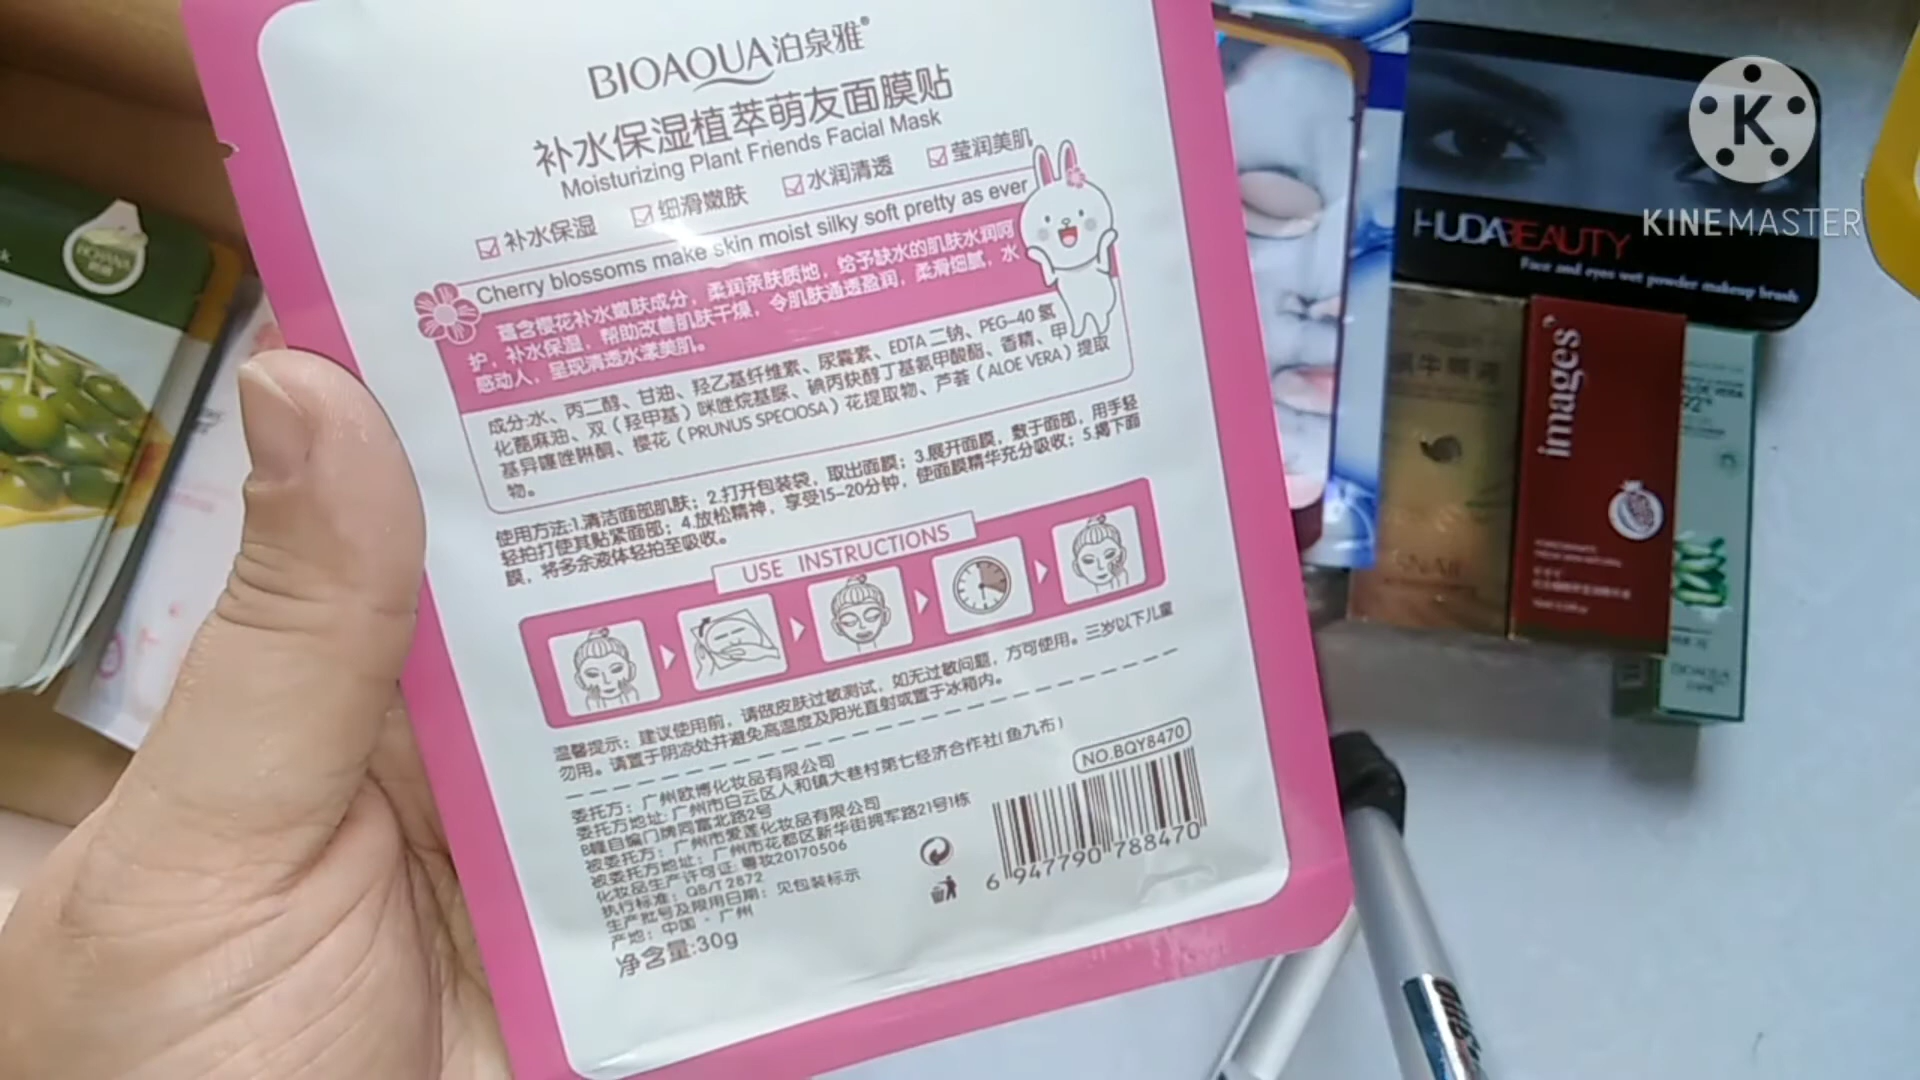 BIOAQUA泊泉雅®
补水保湿植萃萌友面膜贴
Moisturizing Plant Friends Facial Mask
补水保湿 细滑嫩肤 水润清透 莹润美肌
Cherry blossoms make skin moist silky soft pretty as ever
蕴含樱花补水嫩肤成分，柔润亲肤质地，给予缺水的肌肤水润呵
护，补水保湿，帮助改善肌肤干燥，令肌肤通透盈润，柔滑细腻，水
感动人，呈现清透水漾美肌。
成分:水、丙二醇、甘油、羟乙基纤维素、尿囊素、EDTA 二钠、PEG-40 氢
化蓖麻油、双（羟甲基）咪唑烷基脲、碘丙炔醇丁基氨甲酸酯、香精、甲
基异噻唑啉酮、樱花（PRUNUS SPECIOSA）花提取物、芦荟（ALOE VERA）提取
物。
使用方法:1.清洁面部肌肤；2.打开包装袋，取出面膜；3.展开面膜，敷于面部，用手轻
轻拍打使其贴紧面部；4.放松精神，享受15-20分钟，使面膜精华充分吸收；5.揭下面
膜，将多余液体轻拍至吸收。
USE INSTRUCTIONS
温馨提示：建议使用前，请做皮肤过敏测试，如无过敏问题，方可使用。三岁以下儿童
勿用。请置于阴凉处并避免高温度及阳光直射或置于冰箱内。
委托方：广州欧博化妆品有限公司
委托方地址:广州市白云区人和镇大巷村第七经济合作社(鱼九布)
B幢自编门牌同富北路2号
被委托方：广州市爱莲化妆品有限公司
被委托方地址：广州市花都区新华街拥军路21号1栋
化妆品生产许可证:粤妆20170506
执行标准：QB/T 2872
生产批号及限用日期：见包装标示
产地：中国·广州
净含量:30g
NO.BQY8470
6 947790 788470
HUDABEAUTY
Face and eyes wet powder makeup brush
images
SNAIL
92%
BIOAQUA
K
KINEMASTER